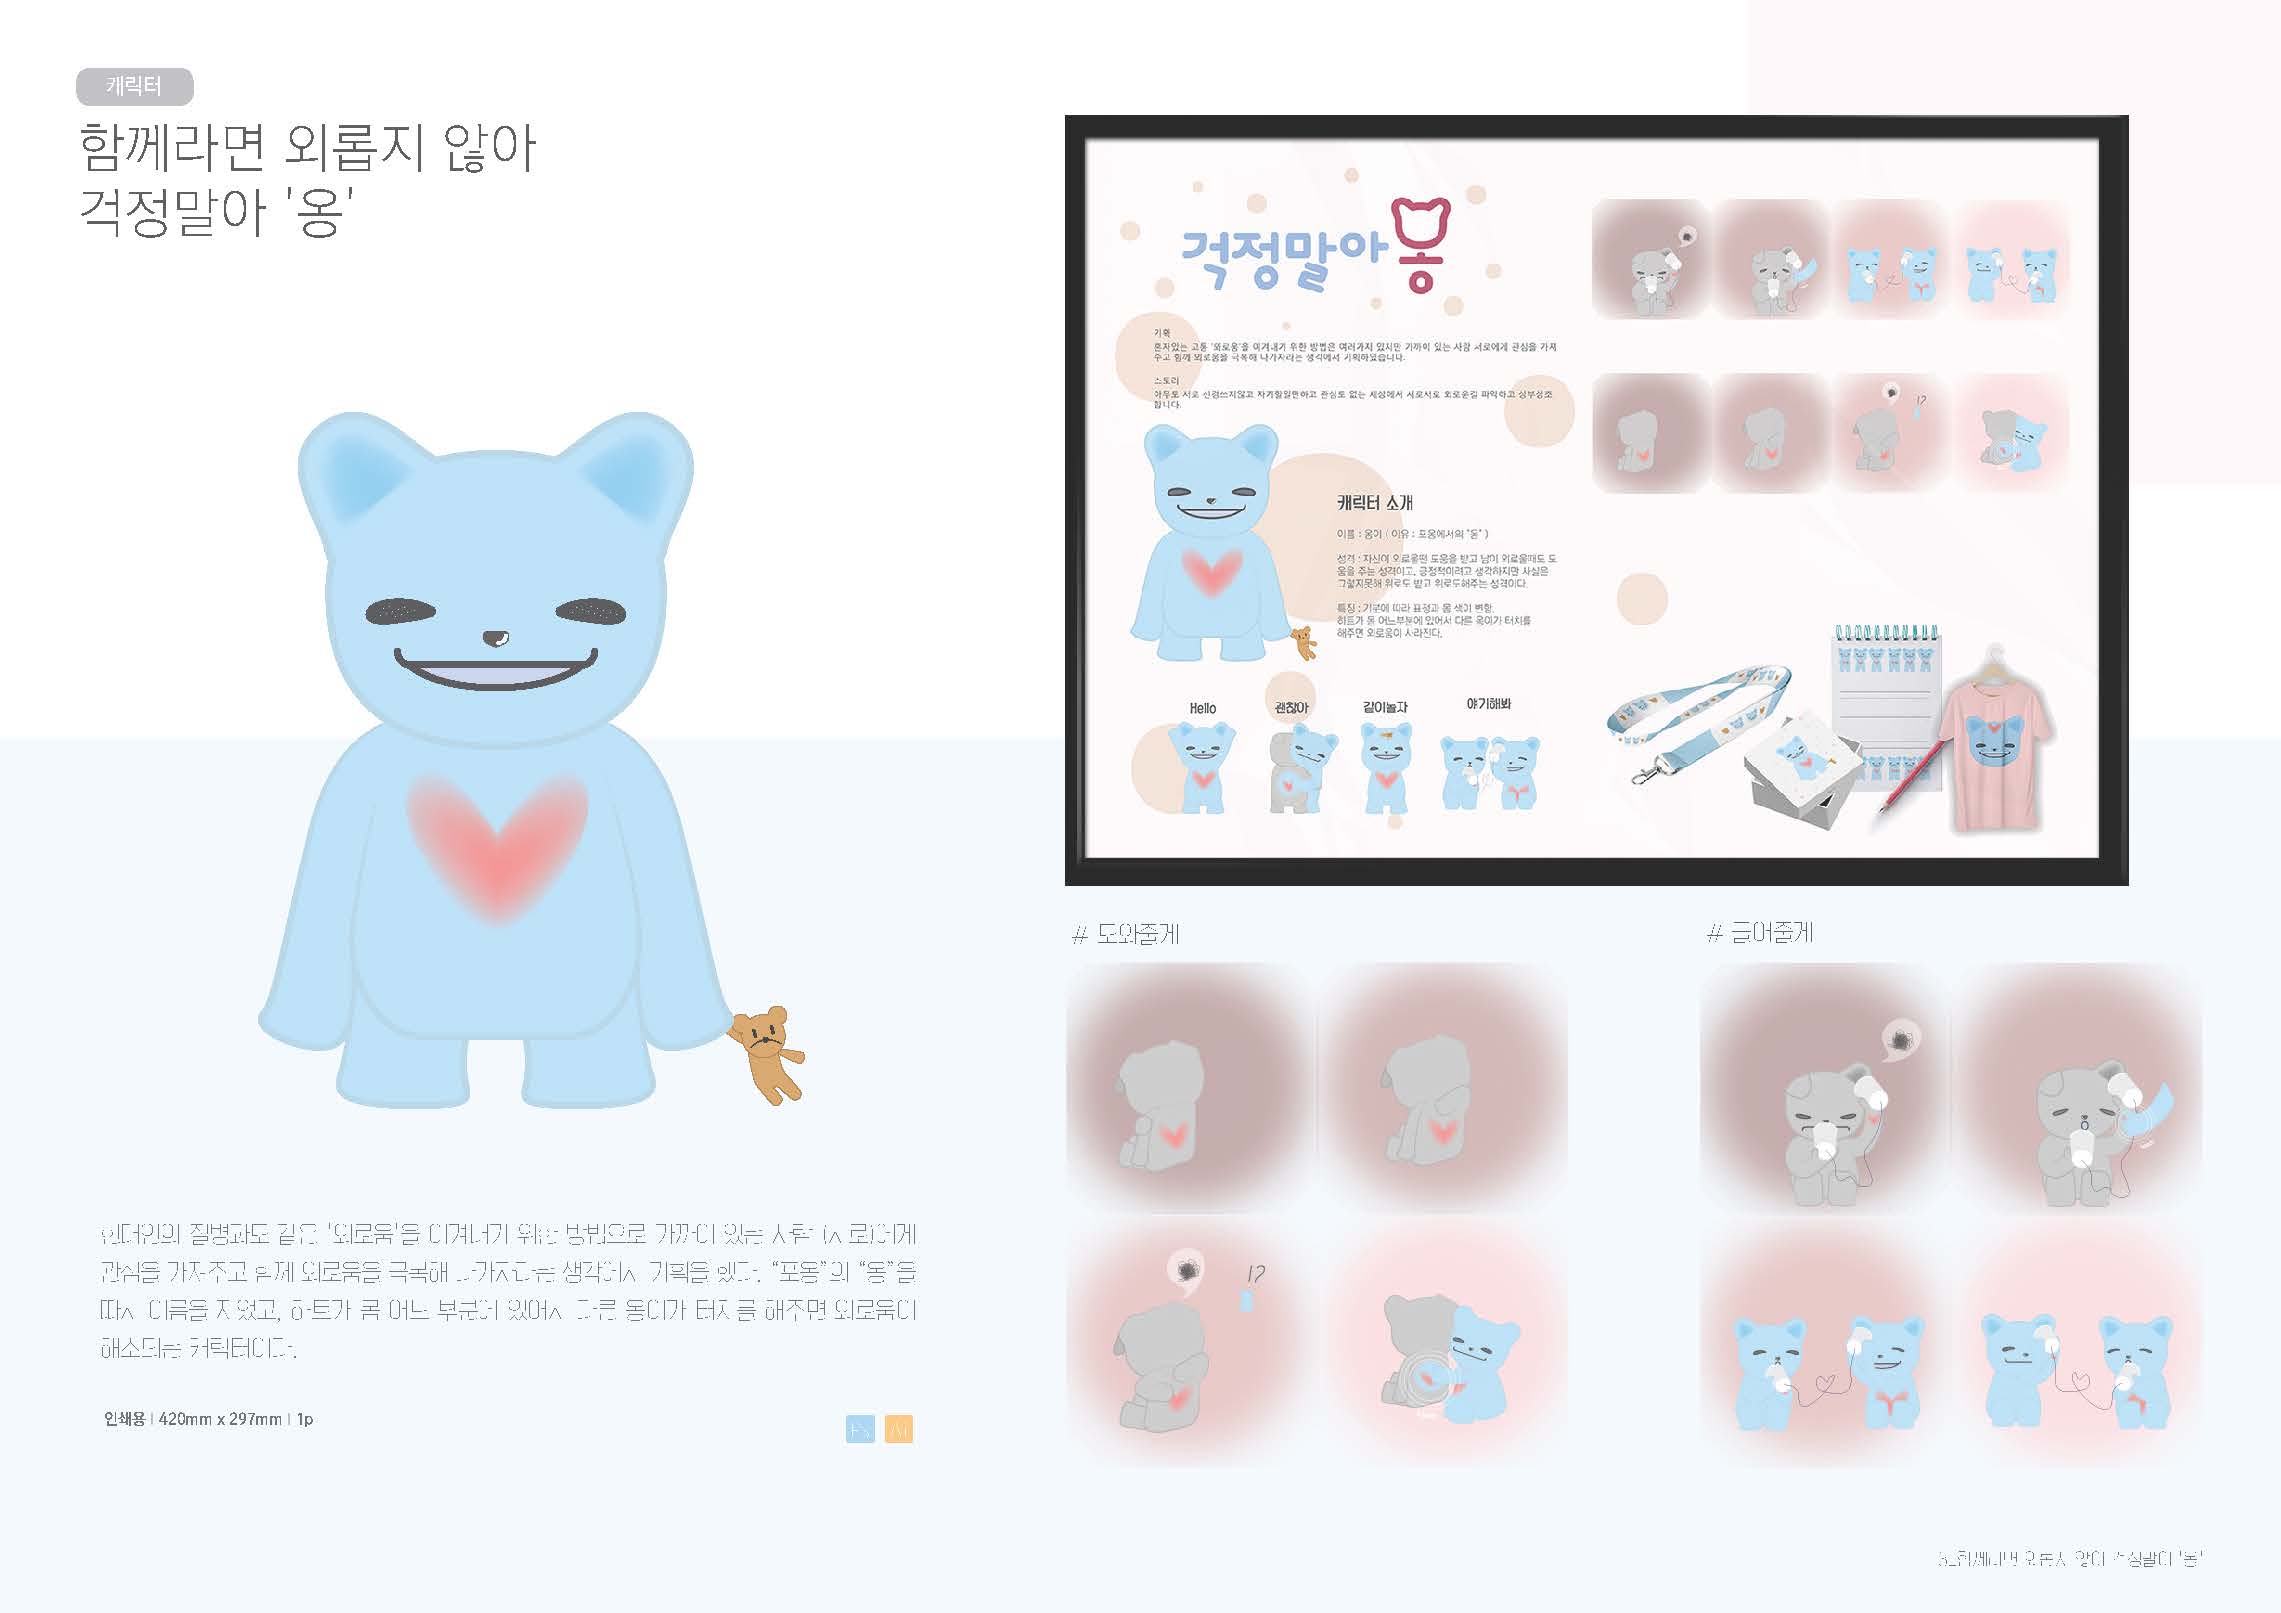 캐릭터
함께라면 외롭지 않아
걱정말아 '옹'
걱정말아 옹
기획
혼자있는 고통 '외로움'을 이겨내기 위한 방법은 여러가지 있지만 가까이 있는 사람 서로에게 관심을 가져
주고 함께 외로움을 극복해 나가자라는 생각에서 기획하였습니다.
스토리
아무도 서로 신경쓰지않고 자기할일만하고 관심도 없는 세상에서 서로서로 외로운걸 파악하고 상부상조
합니다.
캐릭터 소개
이름 : 옹이 ( 이유 : 포옹에서의 "옹" )
성격 : 자신이 외로울땐 도움을 받고 남이 외로울때도 도
움을 주는 성격이고, 긍정적이려고 생각하지만 사실은
그렇지못해 위로도 받고 위로도해주는 성격이다.
특징 : 기분에 따라 표정과 몸 색이 변함.
하트가 몸 어느부분에 있어서 다른 옹이가 터치를
해주면 외로움이 사라진다.
Hello
괜찮아
같이놀자
얘기해봐
# 도와줄게
# 들어줄게
!?
현대인의 질병과도 같은 '외로움'을 이겨내기 위한 방법으로 가까이 있는 사람 (서로)에게
관심을 가져주고 함께 외로움을 극복해 나가자라는 생각에서 기획을 했다. “포옹”의 “옹”을
따서 이름을 지었고, 하트가 몸 어느 부분에 있어서 다른 옹이가 터치를 해주면 외로움이
해소되는 캐릭터이다.
인쇄용 | 420mm x 297mm | 1p
Ps
Ai
함께라면 외롭지 않아 걱정말아 '옹'